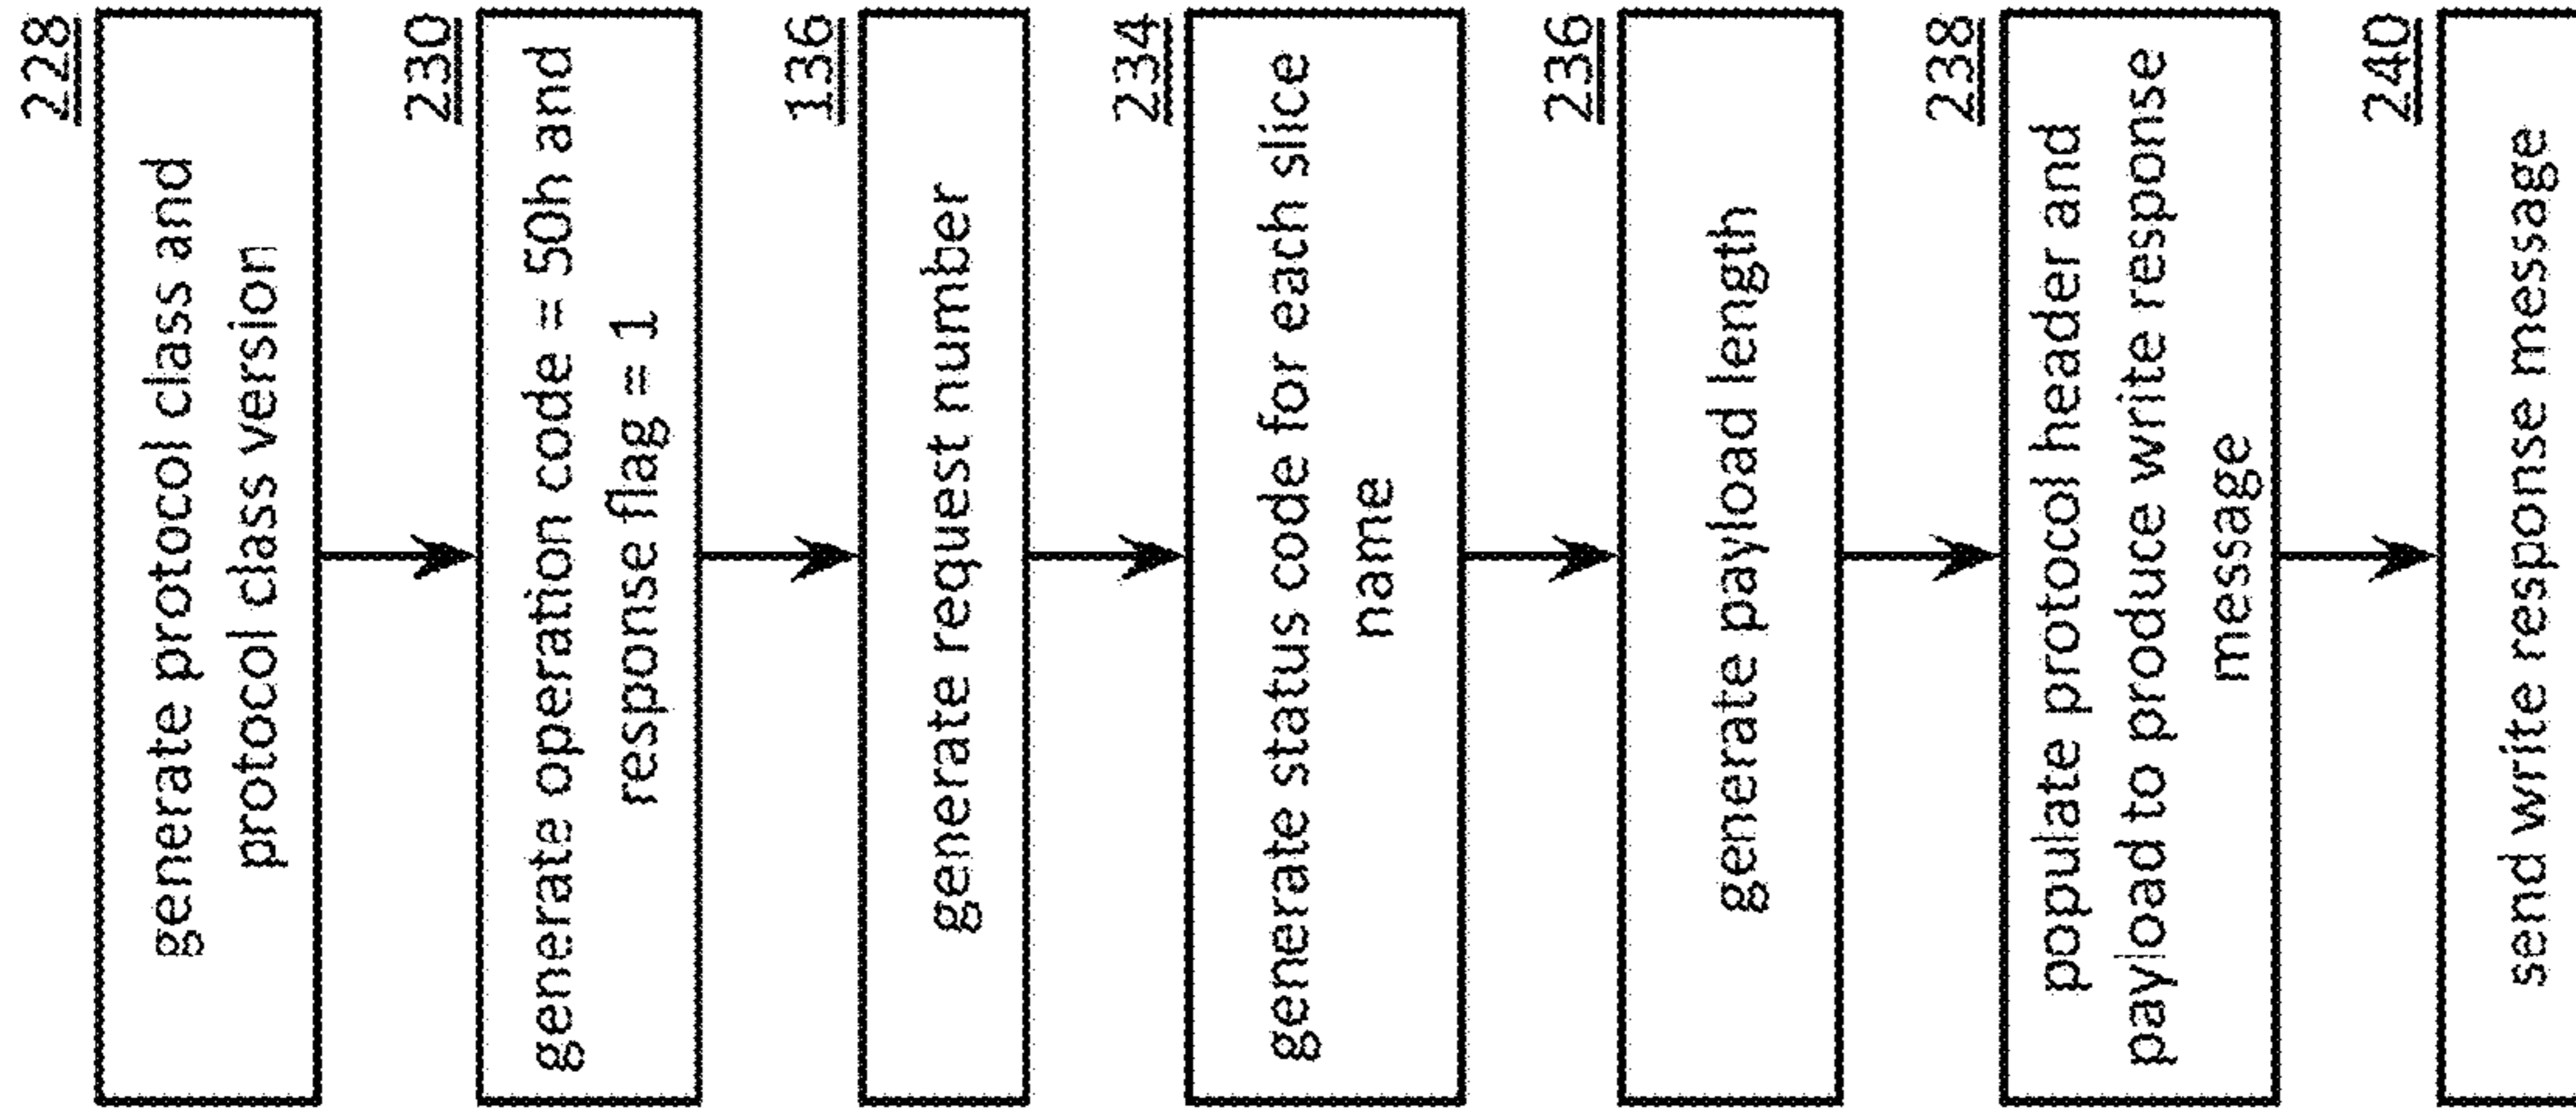 228
generate protocol class and
protocol class version
230
generate operation code = 50h and
response flag = 1
136
generate request number
234
generate status code for each slice
name
236
generate payload length
238
populate protocol header and
payload to produce write response
message
240
send write response message